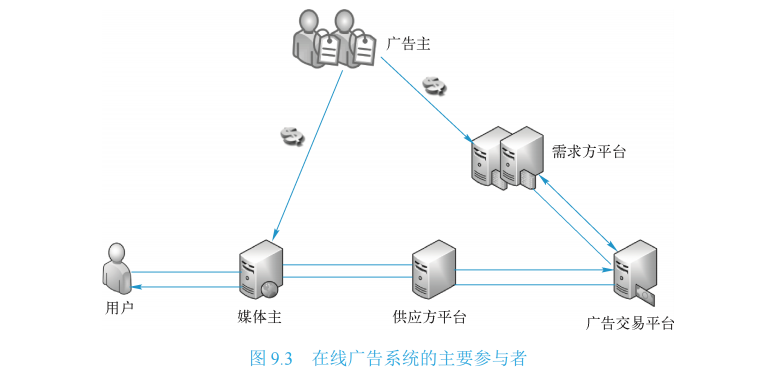 广告主
需求方平台
用户
媒体主
供应方平台
广告交易平台
图 9.3 在线广告系统的主要参与者